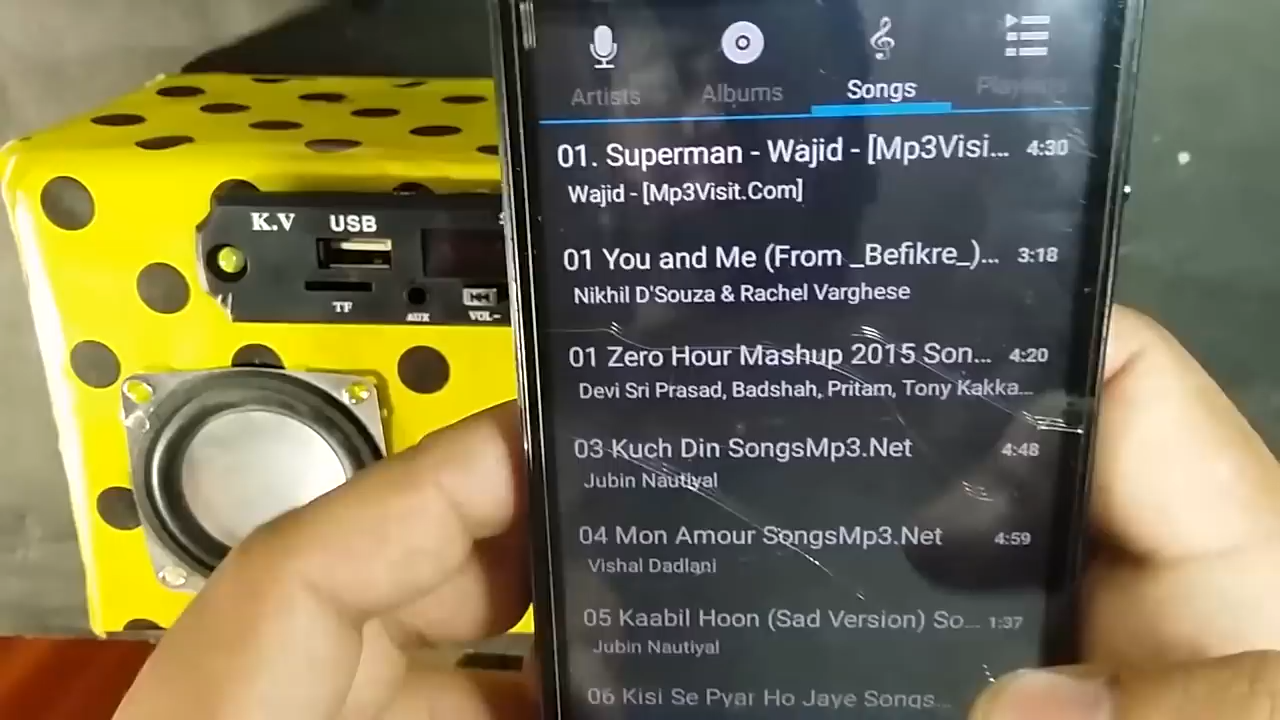 Artists
Albums
Songs
Playlists
01. Superman - Wajid - [Mp3Visi... 4:30
Wajid - [Mp3Visit.Com]
01 You and Me (From _Befikre_)... 3:18
Nikhil D'Souza & Rachel Varghese
01 Zero Hour Mashup 2015 Son... 4:20
Devi Sri Prasad, Badshah, Pritam, Tony Kakka...
03 Kuch Din SongsMp3.Net 4:48
Jubin Nautiyal
04 Mon Amour SongsMp3.Net 4:59
Vishal Dadlani
05 Kaabil Hoon (Sad Version) So... 1:37
Jubin Nautiyal
06 Kisi Se Pyar Ho Jaye Songs...
K.V
USB
TF
AUX
VOL-